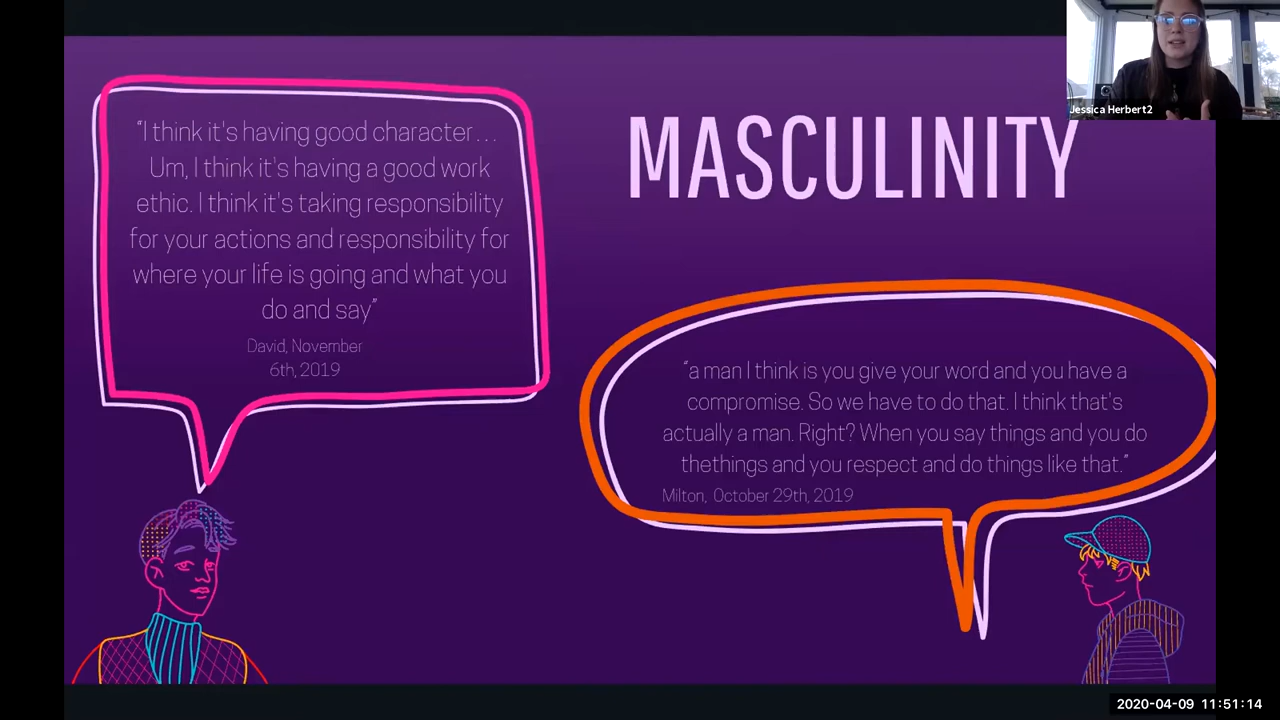 Jessica Herbert2
MASCULINITY
“I think it's having good character...
Um, I think it's having a good work
ethic. I think it's taking responsibility
for your actions and responsibility for
where your life is going and what you
do and say”
David, November
6th, 2019
“a man I think is you give your word and you have a
compromise. So we have to do that. I think that's
actually a man. Right? When you say things and you do
thethings and you respect and do things like that.”
Milton, October 29th, 2019
2020-04-09 11:51:14